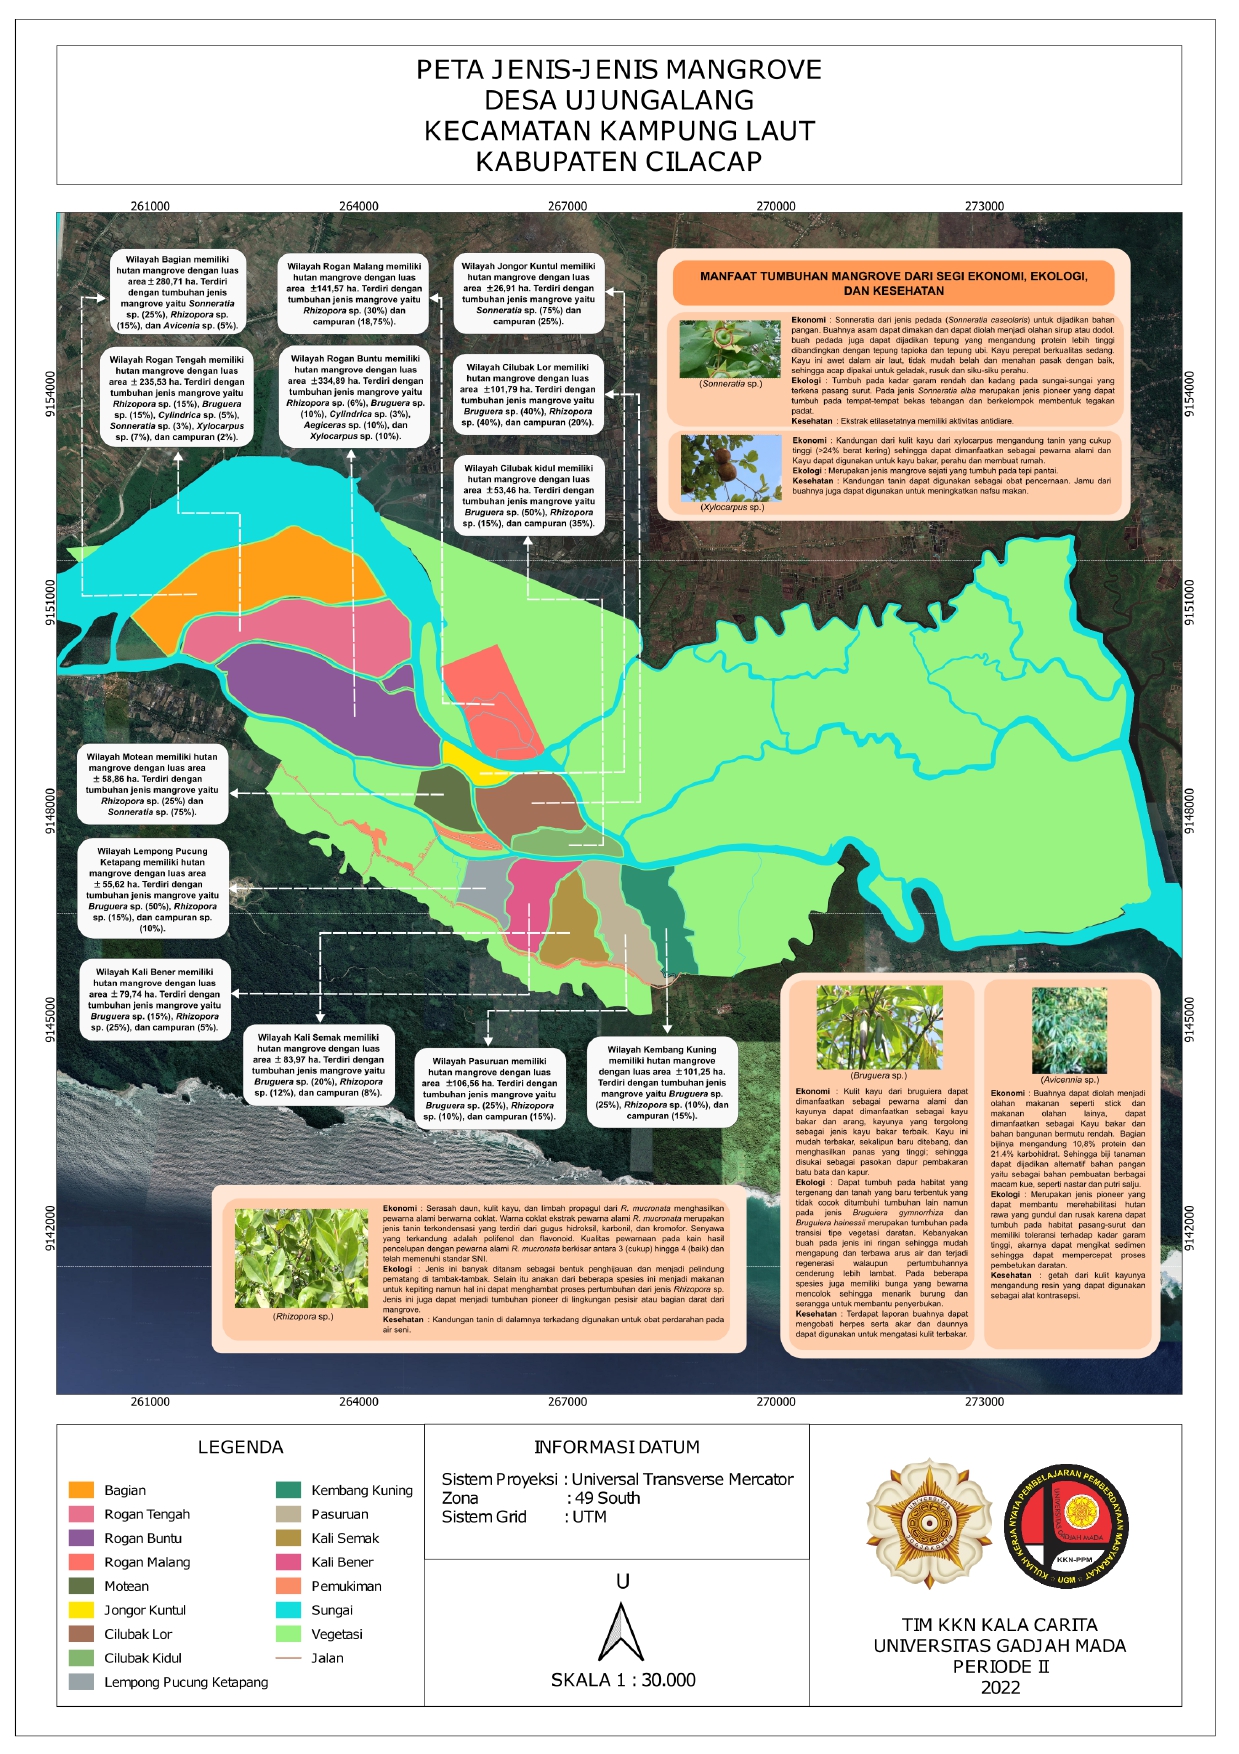 PETA JENIS-JENIS MANGROVE
DESA UJUNGALANG
KECAMATAN KAMPUNG LAUT
KABUPATEN CILACAP
261000
264000
267000
270000
273000
9154000
9151000
9148000
9145000
9142000
9154000
9151000
9148000
9145000
9142000
Wilayah Bagian memiliki
hutan mangrove dengan luas
area ± 280,71 ha. Terdiri
dengan tumbuhan jenis
mangrove yaitu Sonneratia
sp. (25%), Rhizopora sp.
(15%), dan Avicenia sp. (5%).
Wilayah Rogan Malang memiliki
hutan mangrove dengan luas
area ±141,57 ha. Terdiri dengan
tumbuhan jenis mangrove yaitu
Rhizopora sp. (30%) dan
campuran (18,75%).
Wilayah Jongor Kuntul memiliki
hutan mangrove dengan luas area
±26,91 ha. Terdiri dengan
tumbuhan jenis mangrove yaitu
Sonneratia sp. (75%) dan
campuran (25%).
Wilayah Rogan Tengah memiliki
hutan mangrove dengan luas
area ± 235,53 ha. Terdiri dengan
tumbuhan jenis mangrove yaitu
Rhizopora sp. (15%), Bruguera
sp. (15%), Cylindrica sp. (5%),
Sonneratia sp. (3%), Xylocarpus
sp. (7%), dan campuran (2%).
Wilayah Rogan Buntu memiliki
hutan mangrove dengan luas area
±334,89 ha. Terdiri dengan
tumbuhan jenis mangrove yaitu
Rhizopora sp. (6%), Bruguera sp.
(10%), Cylindrica sp. (3%),
Aegiceras sp. (10%), dan
Xylocarpus sp. (10%).
Wilayah Cilubak Lor memiliki
hutan mangrove dengan luas
area ±101,79 ha. Terdiri dengan
tumbuhan jenis mangrove yaitu
Bruguera sp. (40%), Rhizopora
sp. (40%), dan campuran (20%).
Wilayah Cilubak kidul memiliki
hutan mangrove dengan luas
area ±53,46 ha. Terdiri dengan
tumbuhan jenis mangrove yaitu
Bruguera sp. (50%), Rhizopora
sp. (15%), dan campuran (35%).
MANFAAT TUMBUHAN MANGROVE DARI SEGI EKONOMI, EKOLOGI,
DAN KESEHATAN
(Sonneratia sp.)
Ekonomi : Sonneratia dari jenis pedada (Sonneratia caseolaris) untuk dijadikan bahan
pangan. Buahnya asam dapat dimakan dan dapat diolah menjadi olahan sirup atau dodol.
buah pedada juga dapat dijadikan tepung yang mengandung protein lebih tinggi
dibandingkan dengan tepung tapioka dan tepung ubi. Kayu perepat berkualitas sedang.
Kayu ini awet dalam air laut, tidak mudah belah dan menahan pasak dengan baik,
sehingga acap dipakai untuk geladak, rusuk dan siku-siku perahu.
Ekologi : Tumbuh pada kadar garam rendah dan kadang pada sungai-sungai yang
terkena pasang surut. Pada jenis Sonneratia alba merupakan jenis pioneer yang dapat
tumbuh pada tempat-tempat bekas tebangan dan berkelompok membentuk tegakan
padat.
Kesehatan : Ekstrak etilasetatnya memiliki aktivitas antidiare.
(Xylocarpus sp.)
Ekonomi : Kandungan dari kulit kayu dari xylocarpus mengandung tanin yang cukup
tinggi (>24% berat kering) sehingga dapat dimanfaatkan sebagai pewarna alami dan
Kayu dapat digunakan untuk kayu bakar, perahu dan membuat rumah.
Ekologi : Merupakan jenis mangrove sejati yang tumbuh pada tepi pantai.
Kesehatan : Kandungan tanin dapat digunakan sebagai obat pencernaan. Jamu dari
buahnya juga dapat digunakan untuk meningkatkan nafsu makan.
Wilayah Motean memiliki hutan
mangrove dengan luas area
± 58,86 ha. Terdiri dengan
tumbuhan jenis mangrove yaitu
Rhizopora sp. (25%) dan
Sonneratia sp. (75%).
Wilayah Lempong Pucung
Ketapang memiliki hutan
mangrove dengan luas area
± 55,62 ha. Terdiri dengan
tumbuhan jenis mangrove yaitu
Bruguera sp. (50%), Rhizopora
sp. (15%), dan campuran sp.
(10%).
Wilayah Kali Bener memiliki
hutan mangrove dengan luas
area ± 79,74 ha. Terdiri dengan
tumbuhan jenis mangrove yaitu
Bruguera sp. (15%), Rhizopora
sp. (25%), dan campuran (5%).
Wilayah Kali Semak memiliki
hutan mangrove dengan luas
area ± 83,97 ha. Terdiri dengan
tumbuhan jenis mangrove yaitu
Bruguera sp. (20%), Rhizopora
sp. (12%), dan campuran (8%).
Wilayah Pasuruan memiliki
hutan mangrove dengan luas
area ±106,56 ha. Terdiri dengan
tumbuhan jenis mangrove yaitu
Bruguera sp. (25%), Rhizopora
sp. (10%), dan campuran (15%).
Wilayah Kembang Kuning
memiliki hutan mangrove
dengan luas area ±101,25 ha.
Terdiri dengan tumbuhan jenis
mangrove yaitu Bruguera sp.
(25%), Rhizopora sp. (10%), dan
campuran (15%).
(Bruguera sp.)
Ekonomi : Kulit kayu dari bruguiera dapat
dimanfaatkan sebagai pewarna alami dan
kayunya dapat dimanfaatkan sebagai kayu
bakar dan arang, kayunya yang tergolong
sebagai jenis kayu bakar terbaik. Kayu ini
mudah terbakar, sekalipun baru ditebang, dan
menghasilkan panas yang tinggi; sehingga
disukai sebagai pasokan dapur pembakaran
batu bata dan kapur.
Ekologi : Dapat tumbuh pada habitat yang
tergenang dan tanah yang baru terbentuk yang
tidak cocok ditumbuhi tumbuhan lain namun
pada jenis Bruguiera gymnorrhiza dan
Bruguiera hainessii merupakan tumbuhan pada
transisi tipe vegetasi daratan. Kebanyakan
buah pada jenis ini ringan sehingga mudah
mengapung dan terbawa arus air dan terjadi
regenerasi walaupun pertumbuhannya
cenderung lebih lambat. Pada beberapa
spesies juga memiliki bunga yang bewarna
mencolok sehingga menarik burung dan
serangga untuk membantu penyerbukan.
Kesehatan : Terdapat laporan buahnya dapat
mengobati herpes serta akar dan daunnya
dapat digunakan untuk mengatasi kulit terbakar.
(Avicennia sp.)
Ekonomi : Buahnya dapat diolah menjadi
olahan makanan seperti stick dan
makanan olahan lainya, dapat
dimanfaatkan sebagai Kayu bakar dan
bahan bangunan bermutu rendah. Bagian
bijinya mengandung 10,8% protein dan
21.4% karbohidrat. Sehingga biji tanaman
dapat dijadikan alternatif bahan pangan
yaitu sebagai bahan pembuatan berbagai
macam kue, seperti nastar dan putri salju.
Ekologi : Merupakan jenis pioneer yang
dapat membantu merehabilitasi hutan
rawa yang gundul dan rusak karena dapat
tumbuh pada habitat pasang-surut dan
memiliki toleransi terhadap kadar garam
tinggi, akarnya dapat mengikat sedimen
sehingga dapat mempercepat proses
pembetukan daratan.
Kesehatan : getah dari kulit kayunya
mengandung resin yang dapat digunakan
sebagai alat kontrasepsi.
(Rhizopora sp.)
Ekonomi : Serasah daun, kulit kayu, dan limbah propagul dari R. mucronata menghasilkan
pewarna alami berwarna coklat. Warna coklat ekstrak pewarna alami R. mucronata merupakan
jenis tanin terkondensasi yang terdiri dari gugus hidroksil, karbonil, dan kromofor. Senyawa
yang terkandung adalah polifenol dan flavonoid. Kualitas pewarnaan pada kain hasil
pencelupan dengan pewarna alami R. mucronata berkisar antara 3 (cukup) hingga 4 (baik) dan
telah memenuhi standar SNI.
Ekologi : Jenis ini banyak ditanam sebagai bentuk penghijauan dan menjadi pelindung
pematang di tambak-tambak. Selain itu anakan dari beberapa spesies ini menjadi makanan
untuk kepiting namun hal ini dapat menghambat proses pertumbuhan dari jenis Rhizopora sp.
Jenis ini juga dapat menjadi tumbuhan pioneer di lingkungan pesisir atau bagian darat dari
mangrove.
Kesehatan : Kandungan tanin di dalamnya terkadang digunakan untuk obat perdarahan pada
air seni.
261000
264000
267000
270000
273000
LEGENDA
Bagian
Rogan Tengah
Rogan Buntu
Rogan Malang
Motean
Jongor Kuntul
Cilubak Lor
Cilubak Kidul
Lempong Pucung Ketapang
Kembang Kuning
Pasuruan
Kali Semak
Kali Bener
Pemukiman
Sungai
Vegetasi
Jalan
INFORMASI DATUM
Sistem Proyeksi : Universal Transverse Mercator
Zona : 49 South
Sistem Grid : UTM
U
SKALA 1 : 30.000
UNIVERSITAS GADJAH MADA
KULIAH KERJA NYATA PEMBELAJARAN PEMBERDAYAAN MASYARAKAT
UNIVERSITAS GADJAH MADA
KKN-PPM
UGM
TIM KKN KALA CARITA
UNIVERSITAS GADJAH MADA
PERIODE II
2022